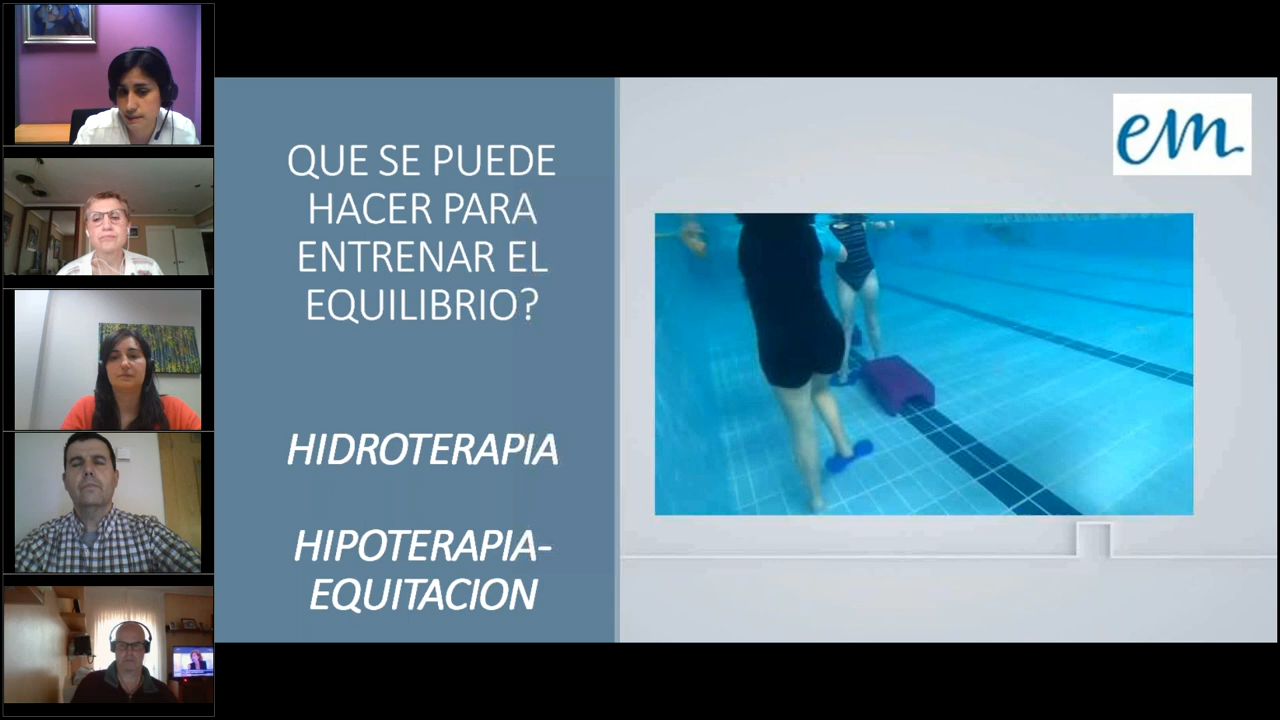 QUE SE PUEDE
HACER PARA
ENTRENAR EL
EQUILIBRIO?
HIDROTERAPIA
HIPOTERAPIA-
EQUITACION
em